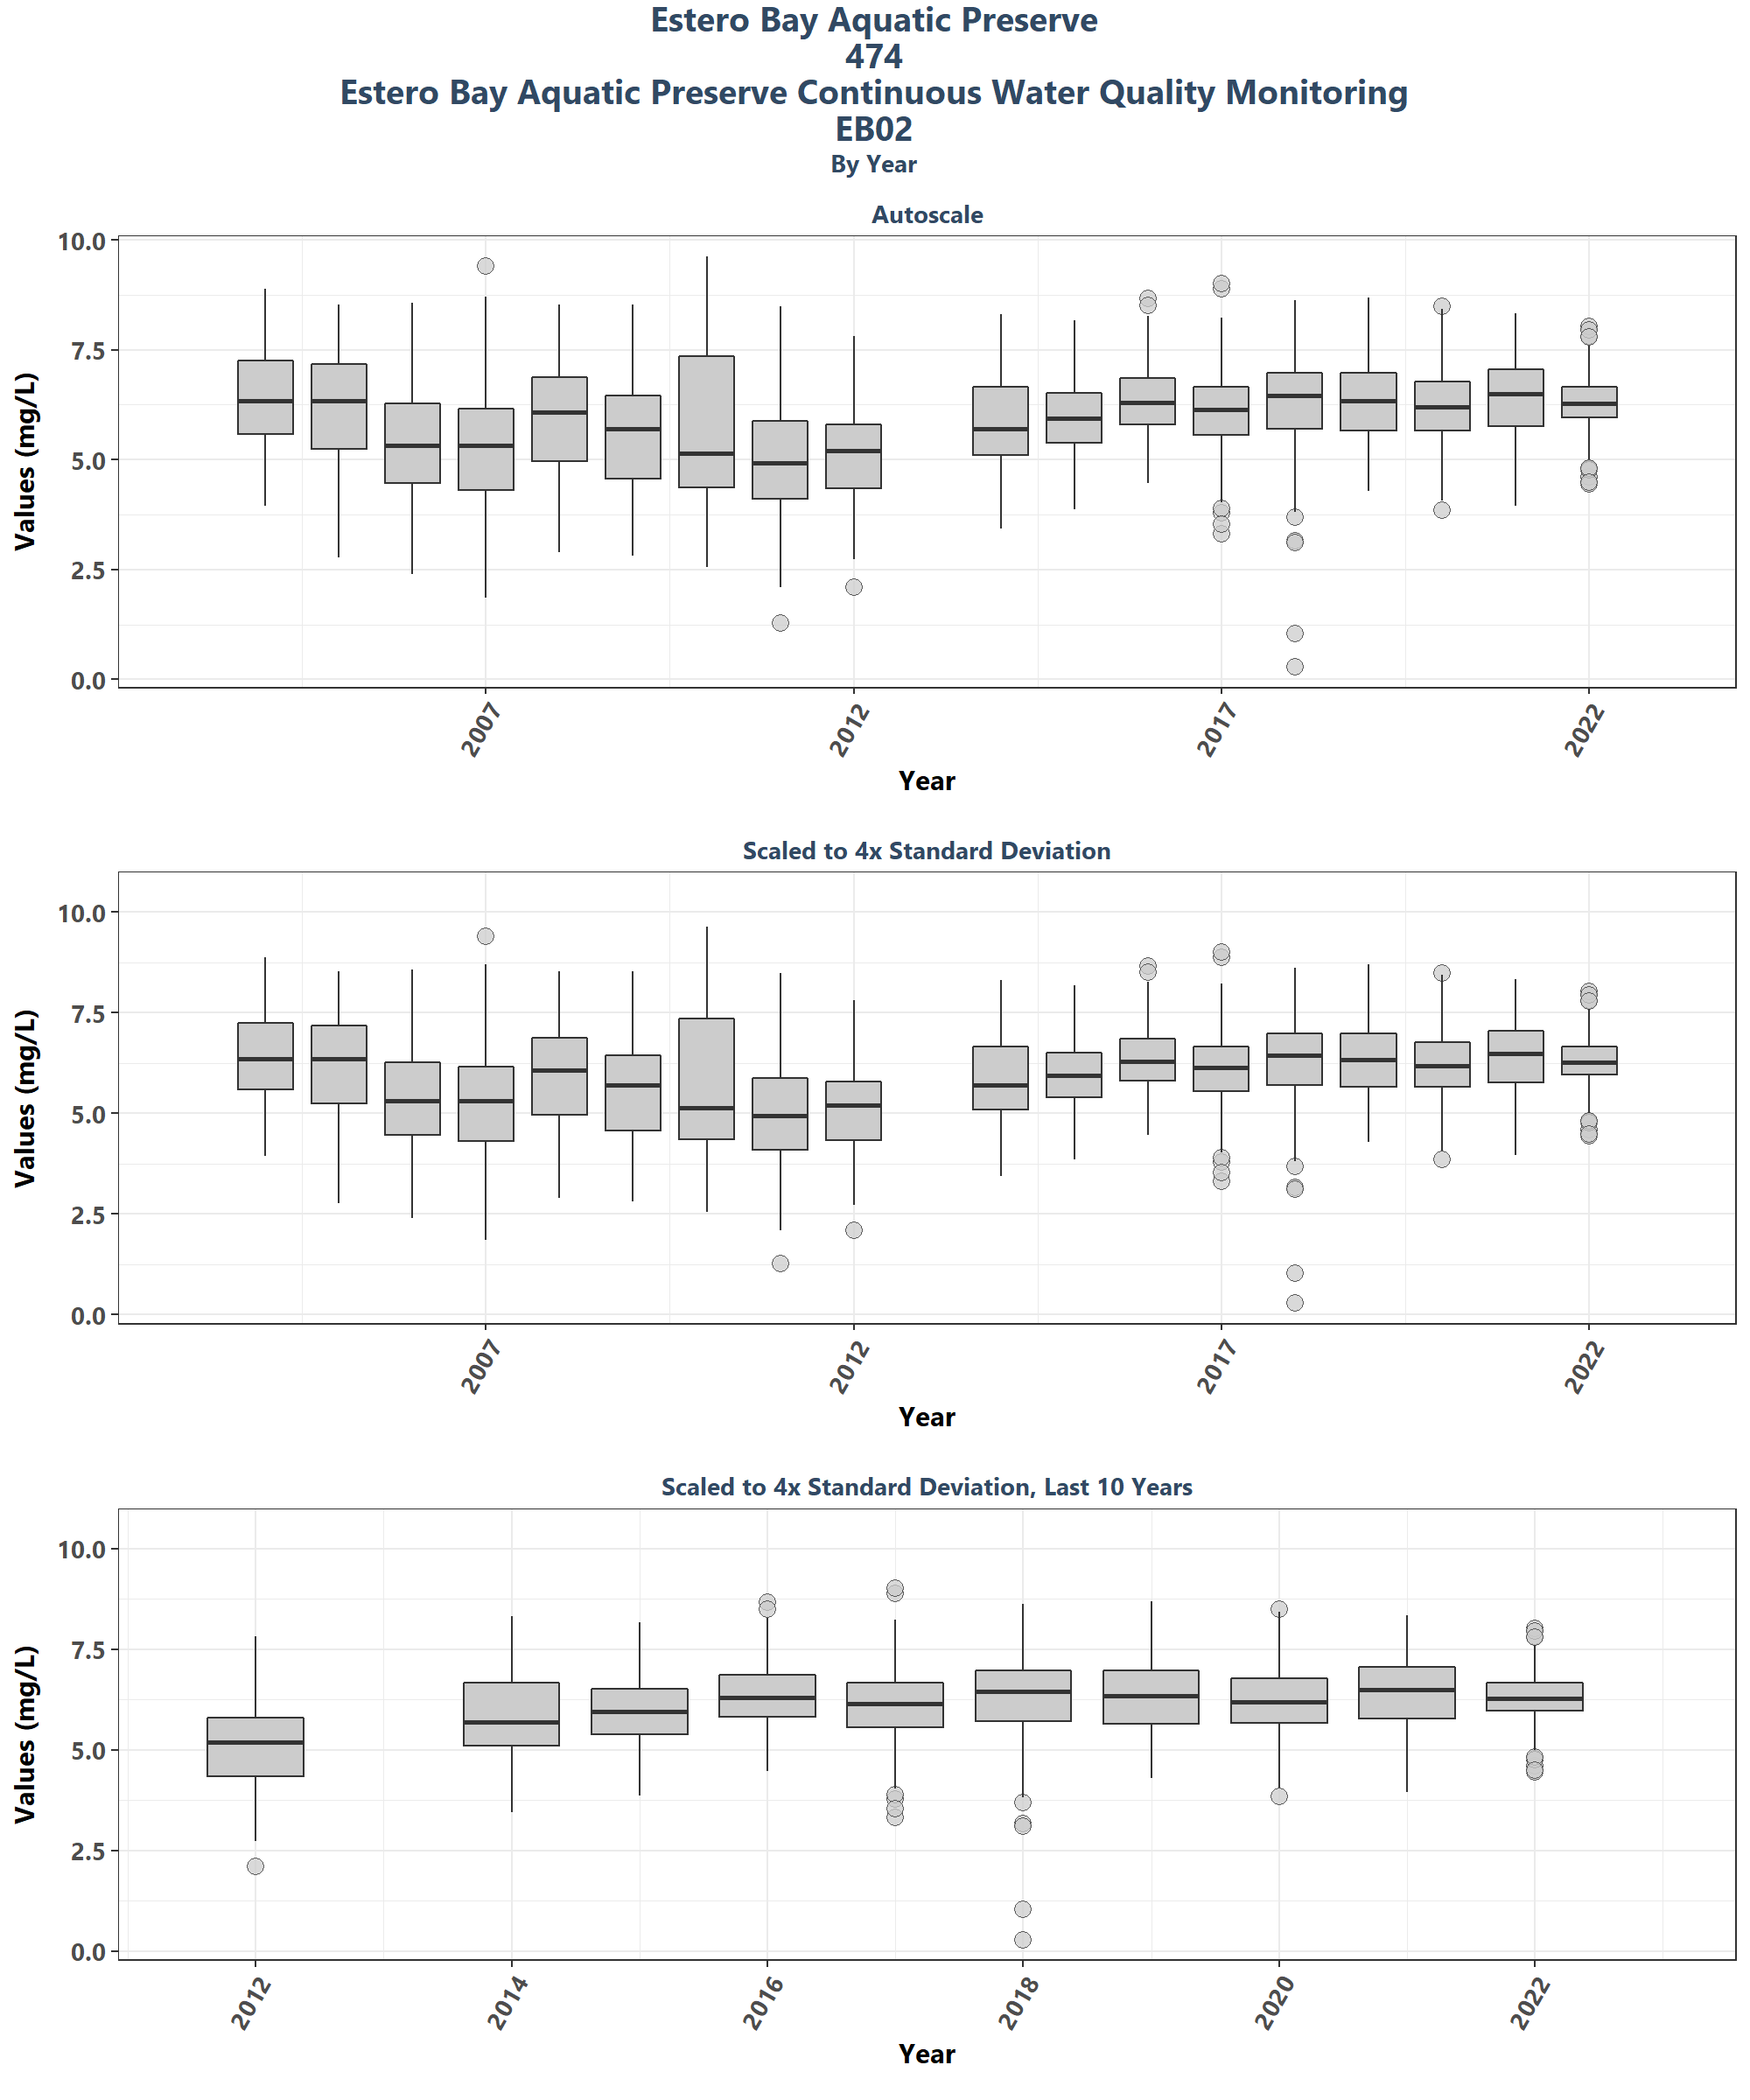 Estero Bay Aquatic Preserve
474
Estero Bay Aquatic Preserve Continuous Water Quality Monitoring
EB02
By Year
Autoscale
10.0
7.5
5.0
2.5
0.0
Values (mg/L)
2007 2012 2017 2022
Year
Scaled to 4x Standard Deviation
10.0
7.5
5.0
2.5
0.0
Values (mg/L)
2007 2012 2017 2022
Year
Scaled to 4x Standard Deviation, Last 10 Years
10.0
7.5
5.0
2.5
0.0
Values (mg/L)
2012 2014 2016 2018 2020 2022
Year